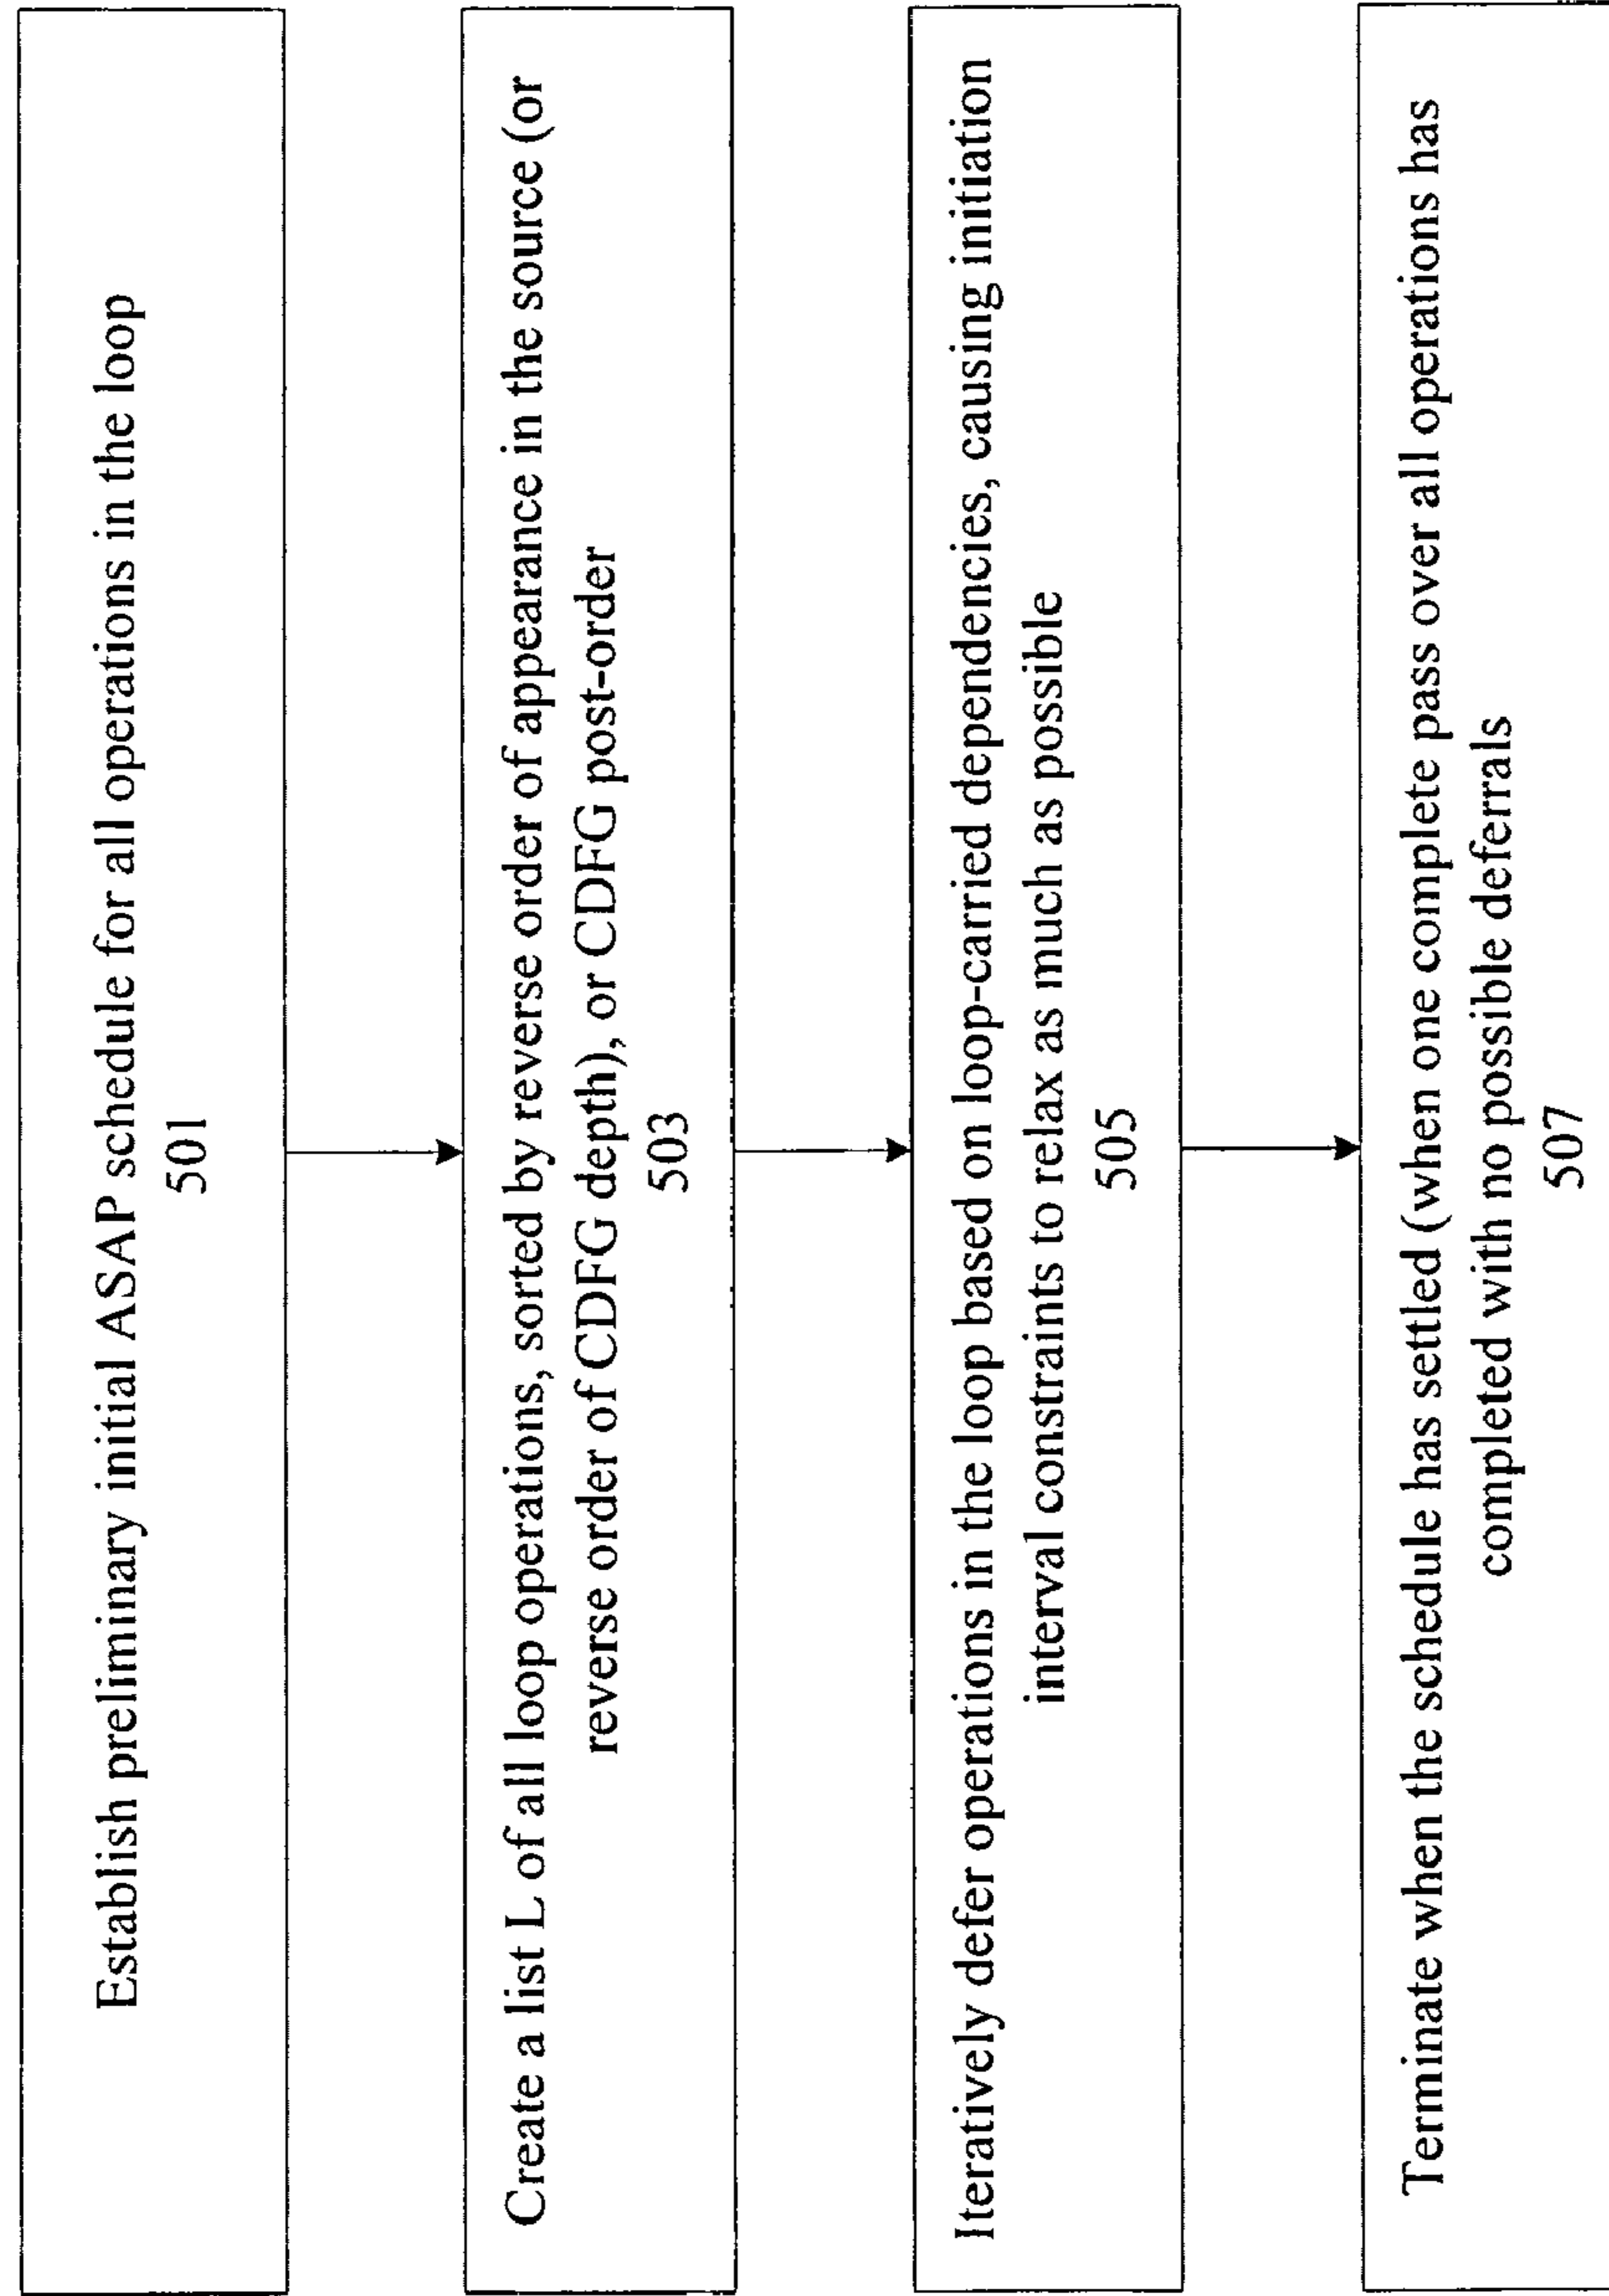 Establish preliminary initial ASAP schedule for all operations in the loop
501
Create a list L of all loop operations, sorted by reverse order of appearance in the source (or
reverse order of CDFG depth), or CDFG post-order
503
Iteratively defer operations in the loop based on loop-carried dependencies, causing initiation
interval constraints to relax as much as possible
505
Terminate when the schedule has settled (when one complete pass over all operations has
completed with no possible deferrals
507